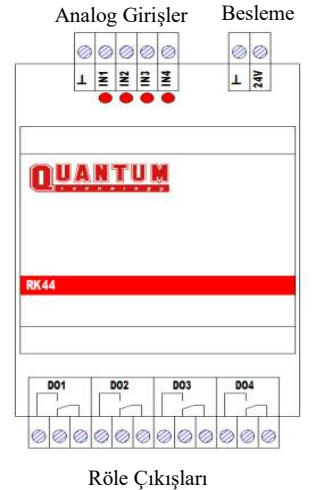 Analog Girişler Besleme
⊥ IN1 IN2 IN3 IN4 ⊥ 24V
QUANTUM
technology
RK44
DO1 DO2 DO3 DO4
Röle Çıkışları